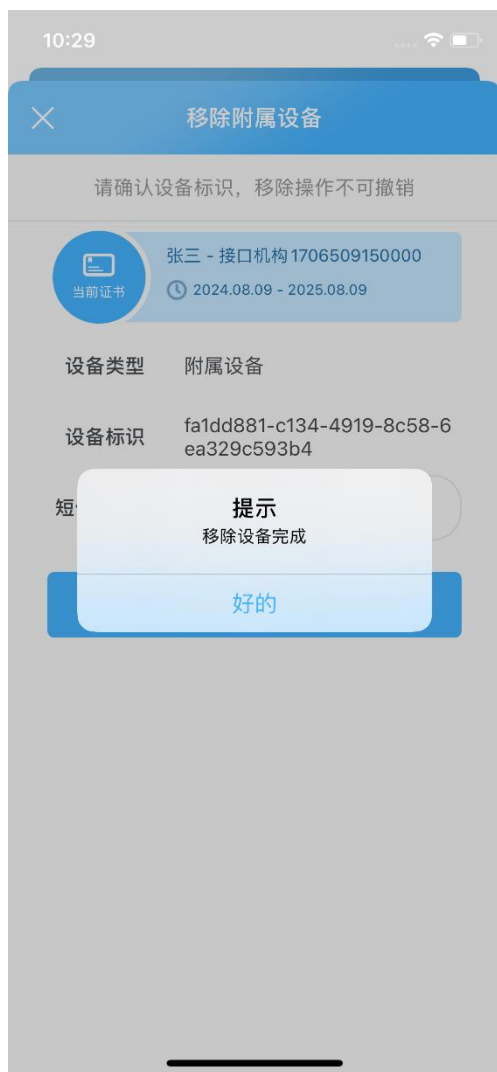 10:29
移除附属设备
请确认设备标识，移除操作不可撤销
张三 - 接口机构1706509150000
当前证书
2024.08.09 - 2025.08.09
设备类型
附属设备
设备标识
fa1dd881-c134-4919-8c58-6
ea329c593b4
短
提示
移除设备完成
好的